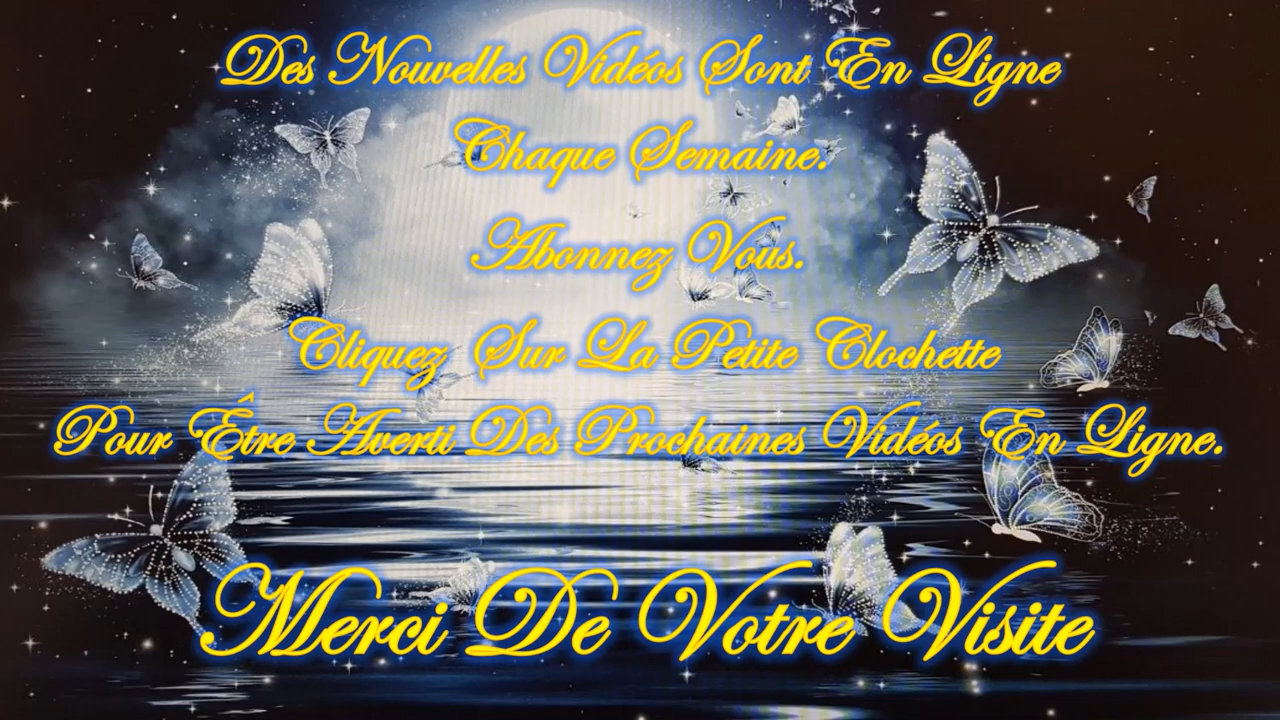 Des Nouvelles Vidéos Sont En Ligne
Chaque Semaine.
Abonnez Vous.
Cliquez Sur La Petite Clochette
Pour Être Averti Des Prochaines Vidéos En Ligne.
Merci De Votre Visite